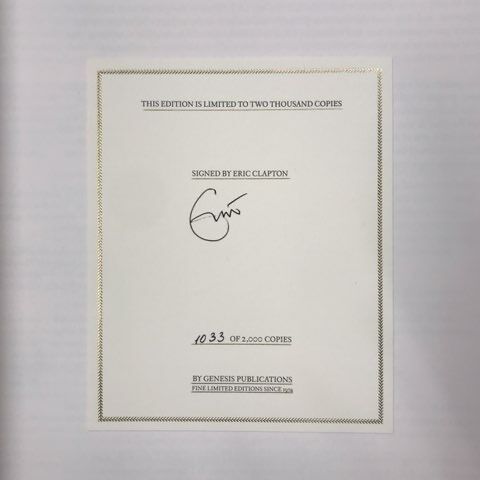 THIS EDITION IS LIMITED TO TWO THOUSAND COPIES
SIGNED BY ERIC CLAPTON
Eric
1033 OF 2,000 COPIES
BY GENESIS PUBLICATIONS
FINE LIMITED EDITIONS SINCE 1974